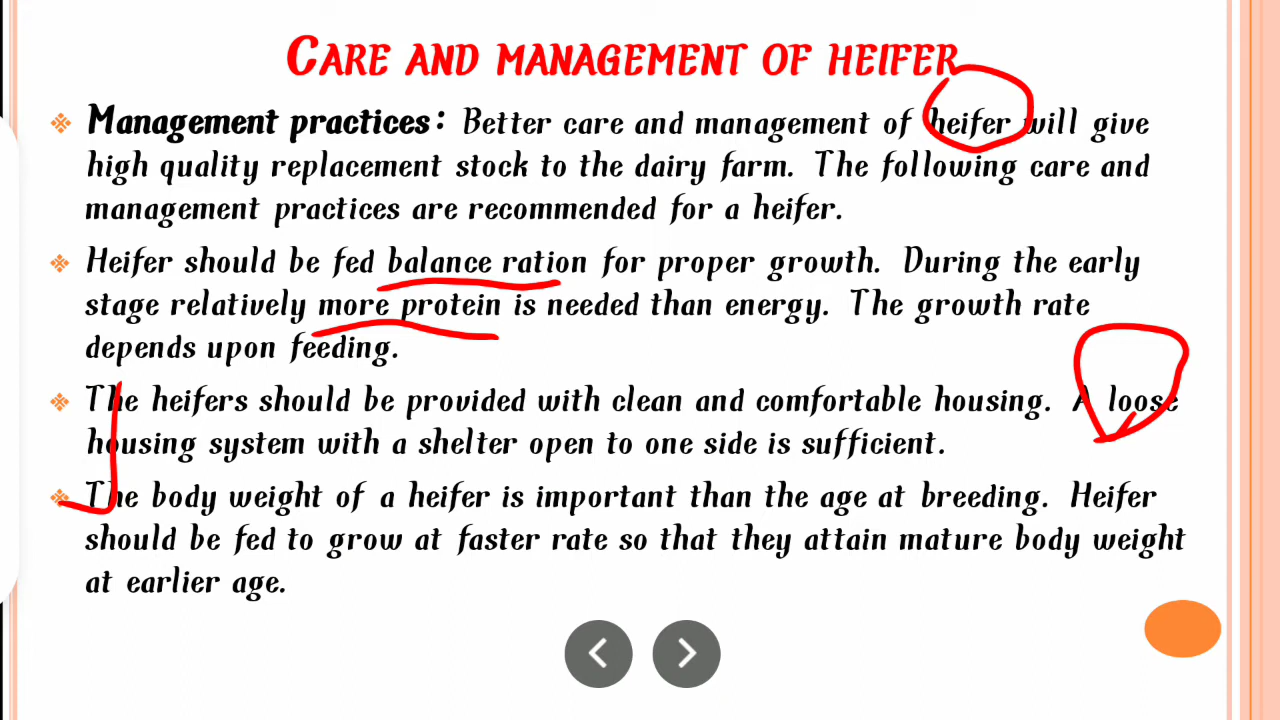 CARE AND MANAGEMENT OF HEIFER
Management practices: Better care and management of heifer will give
high quality replacement stock to the dairy farm. The following care and
management practices are recommended for a heifer.
Heifer should be fed balance ration for proper growth. During the early
stage relatively more protein is needed than energy. The growth rate
depends upon feeding.
The heifers should be provided with clean and comfortable housing. A loose
housing system with a shelter open to one side is sufficient.
The body weight of a heifer is important than the age at breeding. Heifer
should be fed to grow at faster rate so that they attain mature body weight
at earlier age.